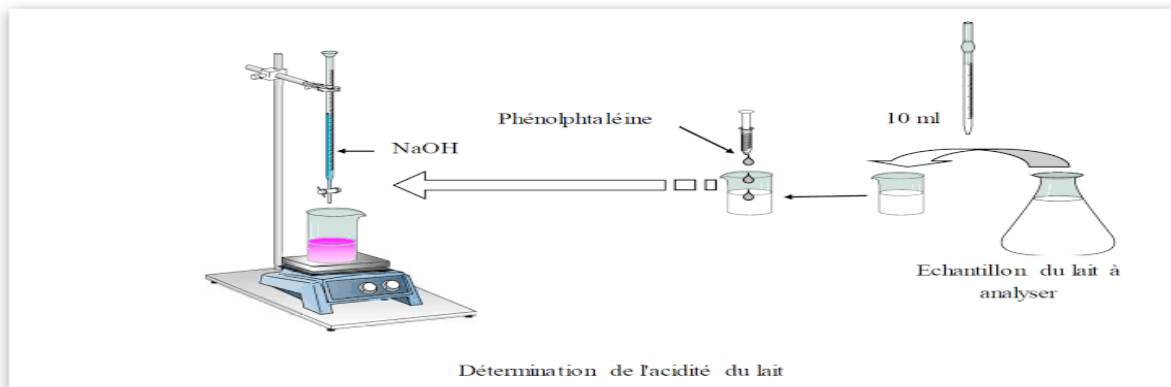 Phénolphtaléine
10 ml
NaOH
Echantillon du lait à
analyser
Détermination de l'acidité du lait